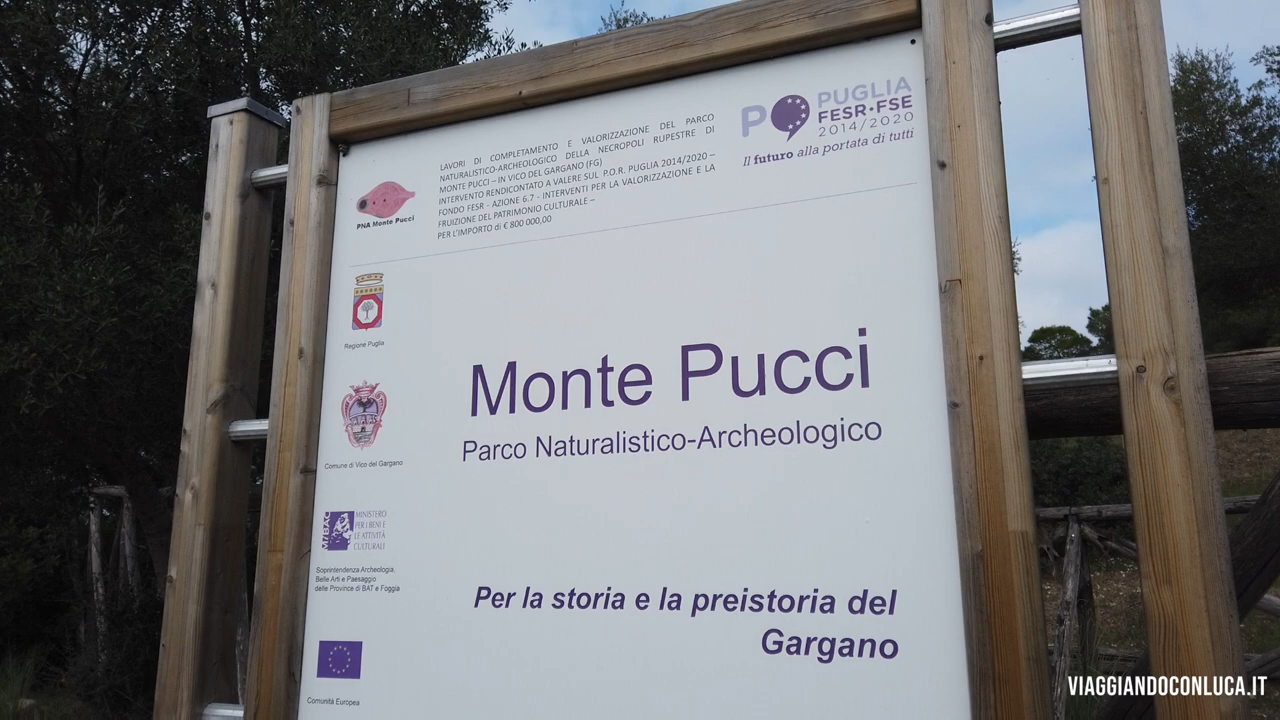 LAVORI DI COMPLETAMENTO E VALORIZZAZIONE DEL PARCO
NATURALISTICO-ARCHEOLOGICO DELLA NECROPOLI RUPESTRE DI
MONTE PUCCI – IN VICO DEL GARGANO (FG)
INTERVENTO RENDICONTATO A VALERE SUL P.O.R. PUGLIA 2014/2020 –
FONDO FESR - AZIONE 6.7 - INTERVENTI PER LA VALORIZZAZIONE E LA
FRUIZIONE DEL PATRIMONIO CULTURALE –
PER L'IMPORTO di € 800 000,00
PO PUGLIA
FESR•FSE
2014/2020
Il futuro alla portata di tutti
PNA Monte Pucci
Regione Puglia
Comune di Vico del Gargano
MiBAC
MINISTERO
PER I BENI E
LE ATTIVITÀ
CULTURALI
Soprintendenza Archeologia,
Belle Arti e Paesaggio
delle Province di BAT e Foggia
Comunità Europea
Monte Pucci
Parco Naturalistico-Archeologico
Per la storia e la preistoria del
Gargano
VIAGGIANDOCONLUCA.IT